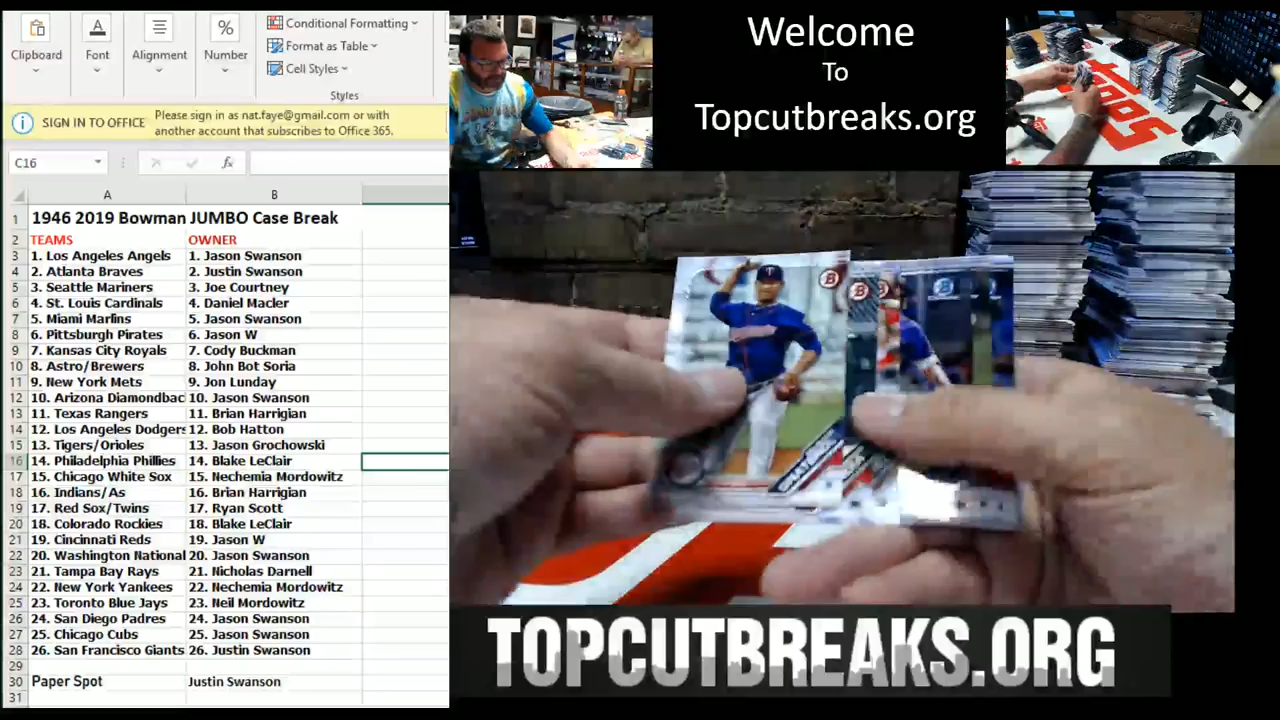 Clipboard
Font
Alignment
Number
Conditional Formatting
Format as Table
Cell Styles
Styles
SIGN IN TO OFFICE Please sign in as nat.faye@gmail.com or with
another account that subscribes to Office 365.
C16
fx
A B
1 1946 2019 Bowman JUMBO Case Break
2 TEAMS OWNER
3 1. Los Angeles Angels 1. Jason Swanson
4 2. Atlanta Braves 2. Justin Swanson
5 3. Seattle Mariners 3. Joe Courtney
6 4. St. Louis Cardinals 4. Daniel Macler
7 5. Miami Marlins 5. Jason Swanson
8 6. Pittsburgh Pirates 6. Jason W
9 7. Kansas City Royals 7. Cody Buckman
10 8. Astro/Brewers 8. John Bot Soria
11 9. New York Mets 9. Jon Lunday
12 10. Arizona Diamondbac 10. Jason Swanson
13 11. Texas Rangers 11. Brian Harrigian
14 12. Los Angeles Dodgers 12. Bob Hatton
15 13. Tigers/Orioles 13. Jason Grochowski
16 14. Philadelphia Phillies 14. Blake LeClair
17 15. Chicago White Sox 15. Nechemia Mordowitz
18 16. Indians/As 16. Brian Harrigian
19 17. Red Sox/Twins 17. Ryan Scott
20 18. Colorado Rockies 18. Blake LeClair
21 19. Cincinnati Reds 19. Jason W
22 20. Washington National 20. Jason Swanson
23 21. Tampa Bay Rays 21. Nicholas Darnell
24 22. New York Yankees 22. Nechemia Mordowitz
25 23. Toronto Blue Jays 23. Neil Mordowitz
26 24. San Diego Padres 24. Jason Swanson
27 25. Chicago Cubs 25. Jason Swanson
28 26. San Francisco Giants 26. Justin Swanson
29
30 Paper Spot Justin Swanson
31
Welcome
To
Topcutbreaks.org
TOPCUTBREAKS.ORG